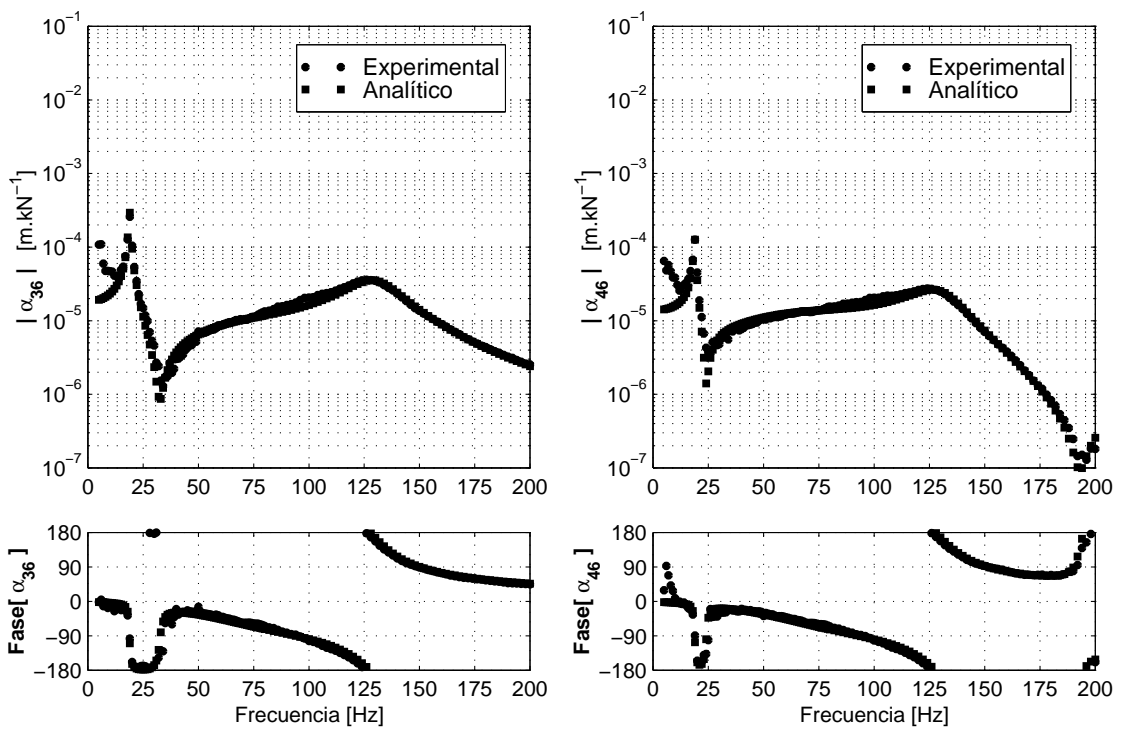 10⁻¹
10⁻²
10⁻³
10⁻⁴
10⁻⁵
10⁻⁶
10⁻⁷
| α₃₆ | [m.kN⁻¹]
Experimental
Analítico
0 25 50 75 100 125 150 175 200
180
90
0
−90
−180
Fase[ α₃₆ ]
0 25 50 75 100 125 150 175 200
Frecuencia [Hz]
10⁻¹
10⁻²
10⁻³
10⁻⁴
10⁻⁵
10⁻⁶
10⁻⁷
| α₄₆ | [m.kN⁻¹]
Experimental
Analítico
0 25 50 75 100 125 150 175 200
180
90
0
−90
−180
Fase[ α₄₆ ]
0 25 50 75 100 125 150 175 200
Frecuencia [Hz]